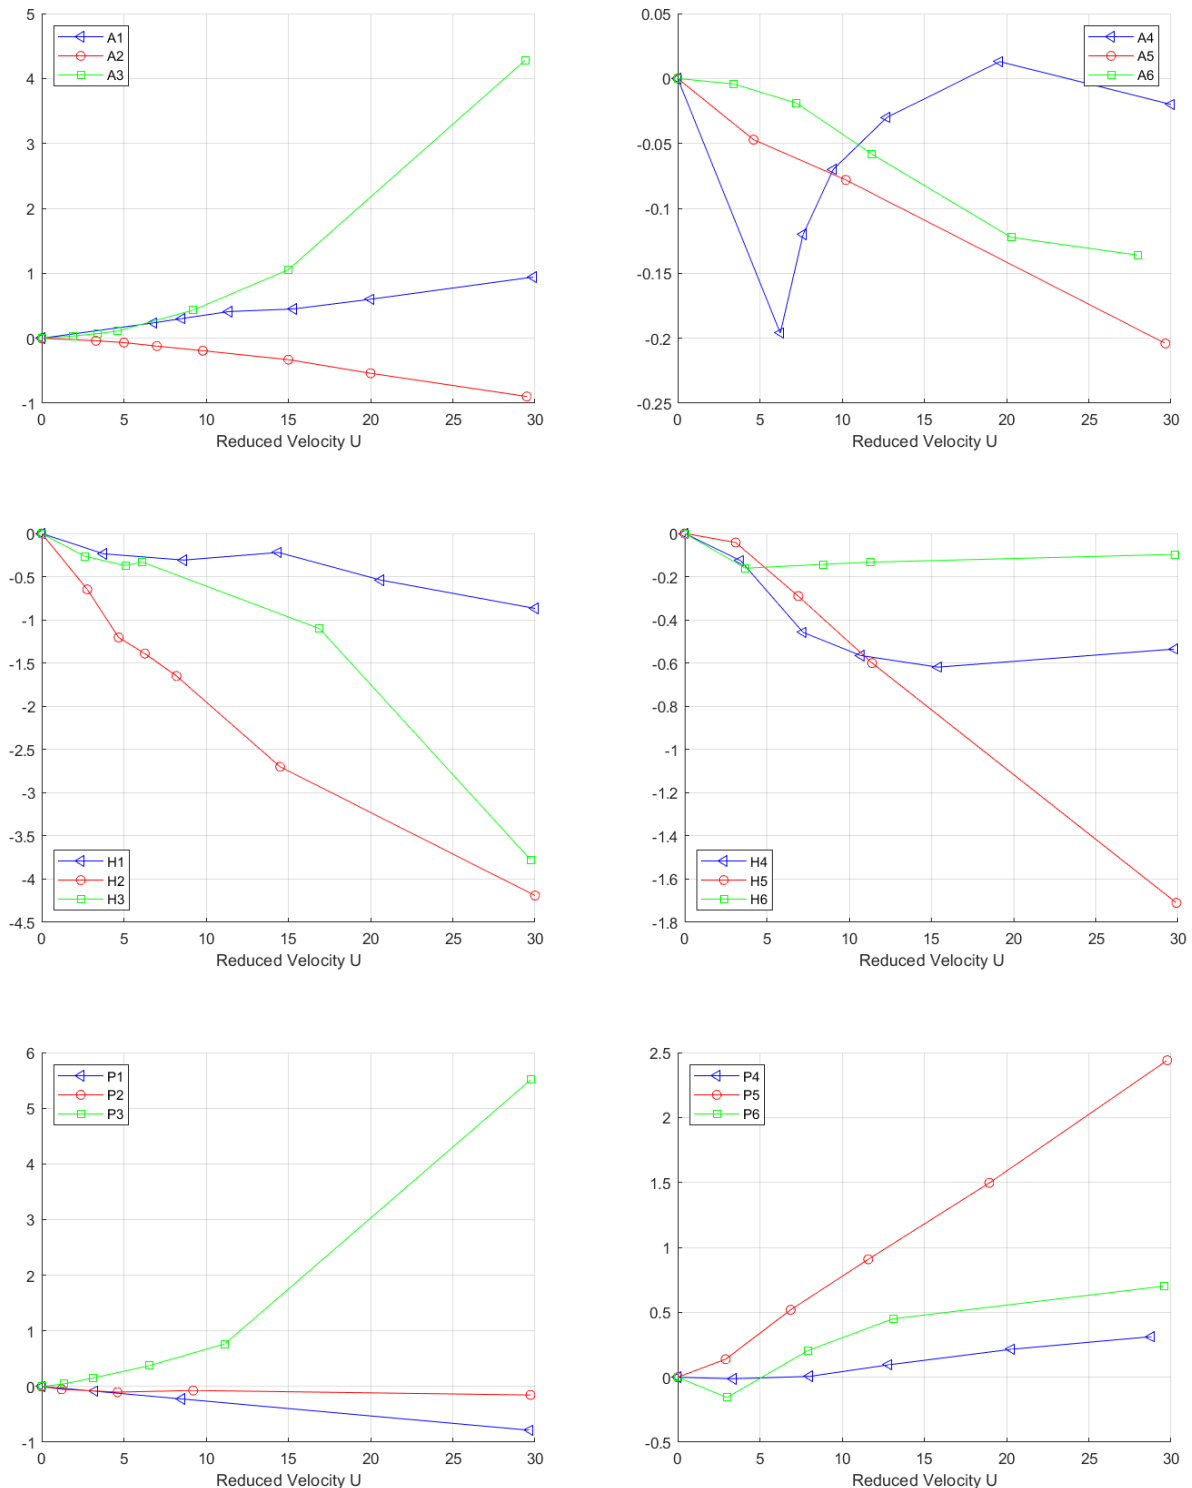 5
4
3
2
1
0
-1
0 5 10 15 20 25 30
Reduced Velocity U
A1
A2
A3
0.05
0
-0.05
-0.1
-0.15
-0.2
-0.25
0 5 10 15 20 25 30
Reduced Velocity U
A4
A5
A6
0
-0.5
-1
-1.5
-2
-2.5
-3
-3.5
-4
-4.5
0 5 10 15 20 25 30
Reduced Velocity U
H1
H2
H3
0
-0.2
-0.4
-0.6
-0.8
-1
-1.2
-1.4
-1.6
-1.8
0 5 10 15 20 25 30
Reduced Velocity U
H4
H5
H6
6
5
4
3
2
1
0
-1
0 5 10 15 20 25 30
Reduced Velocity U
P1
P2
P3
2.5
2
1.5
1
0.5
0
-0.5
0 5 10 15 20 25 30
Reduced Velocity U
P4
P5
P6